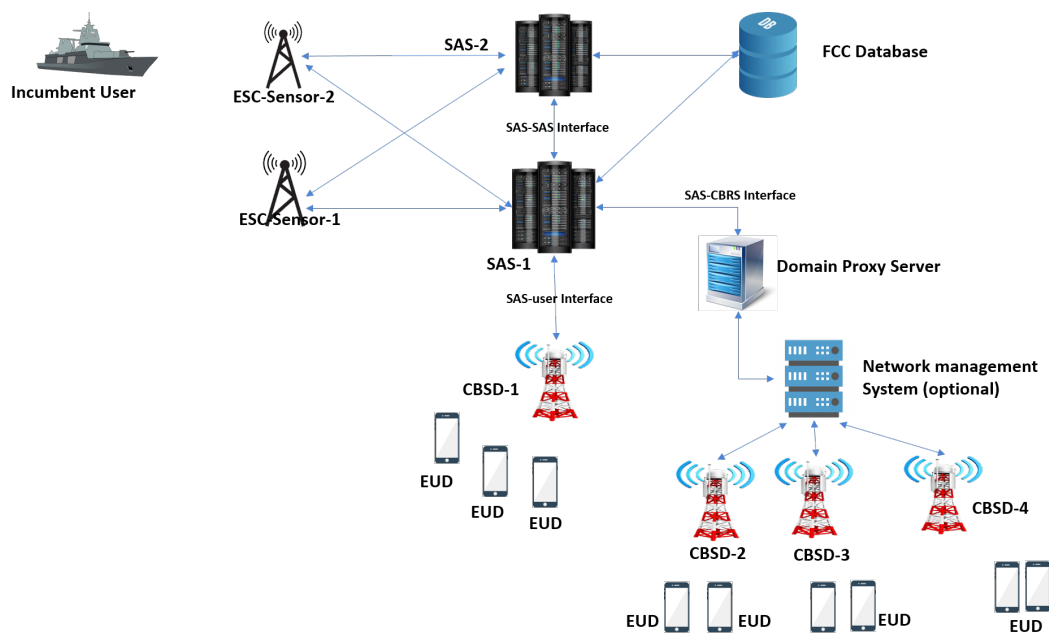 DB
SAS-2
FCC Database
Incumbent User
ESC-Sensor-2
SAS-SAS Interface
SAS-CBRS Interface
ESC-Sensor-1
SAS-1
Domain Proxy Server
SAS-user Interface
Network management
System (optional)
CBSD-1
EUD
EUD
EUD
CBSD-4
CBSD-2
CBSD-3
EUD
EUD
EUD
EUD